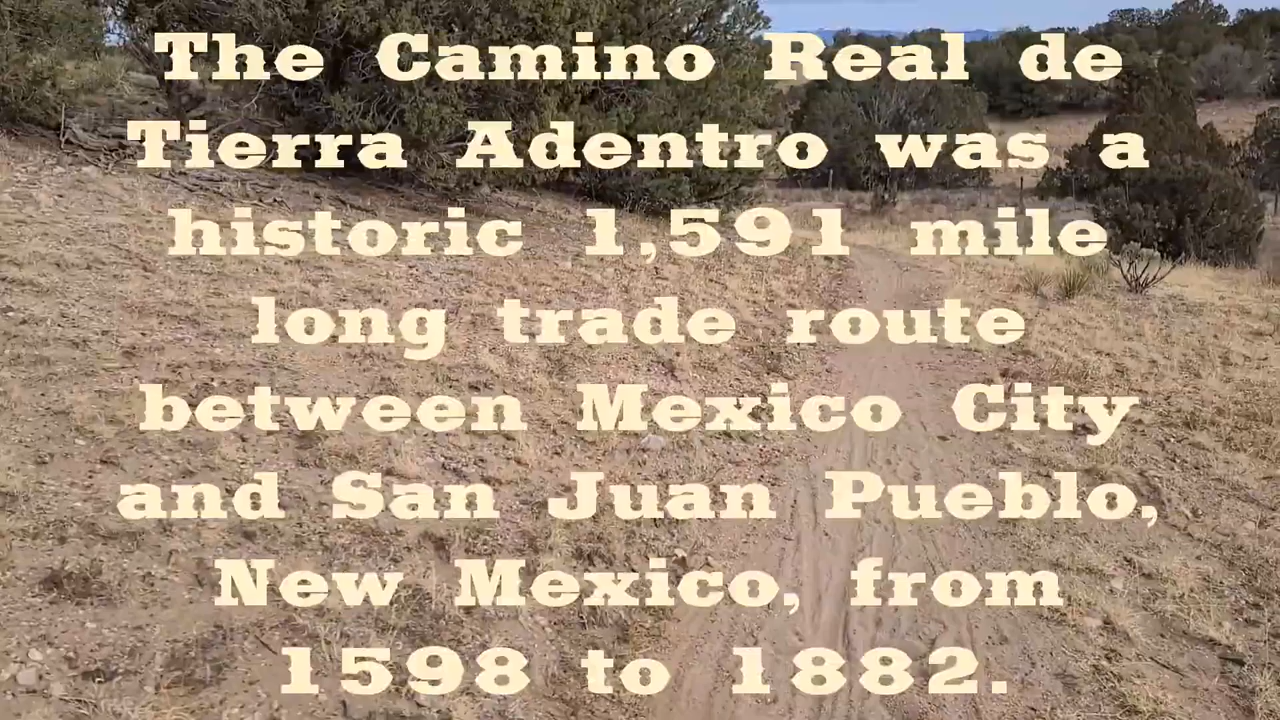 The Camino Real de
Tierra Adentro was a
historic 1,591 mile
long trade route
between Mexico City
and San Juan Pueblo,
New Mexico, from
1598 to 1882.